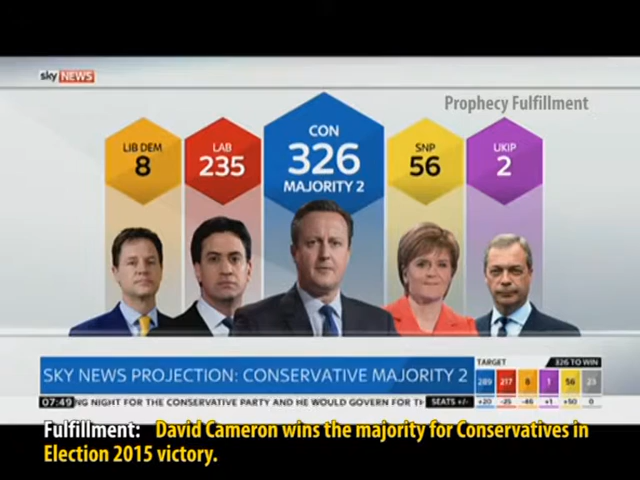 sky NEWS
Prophecy Fulfillment
LIB DEM
8
LAB
235
CON
326
MAJORITY 2
SNP
56
UKIP
2
SKY NEWS PROJECTION: CONSERVATIVE MAJORITY 2
TARGET 326 TO WIN
289 217 8 1 56 23
+20 -25 -46 +1 +50 0
07:49 NG NIGHT FOR THE CONSERVATIVE PARTY AND HE WOULD GOVERN FOR TH SEATS +/-
Fulfillment: David Cameron wins the majority for Conservatives in
Election 2015 victory.